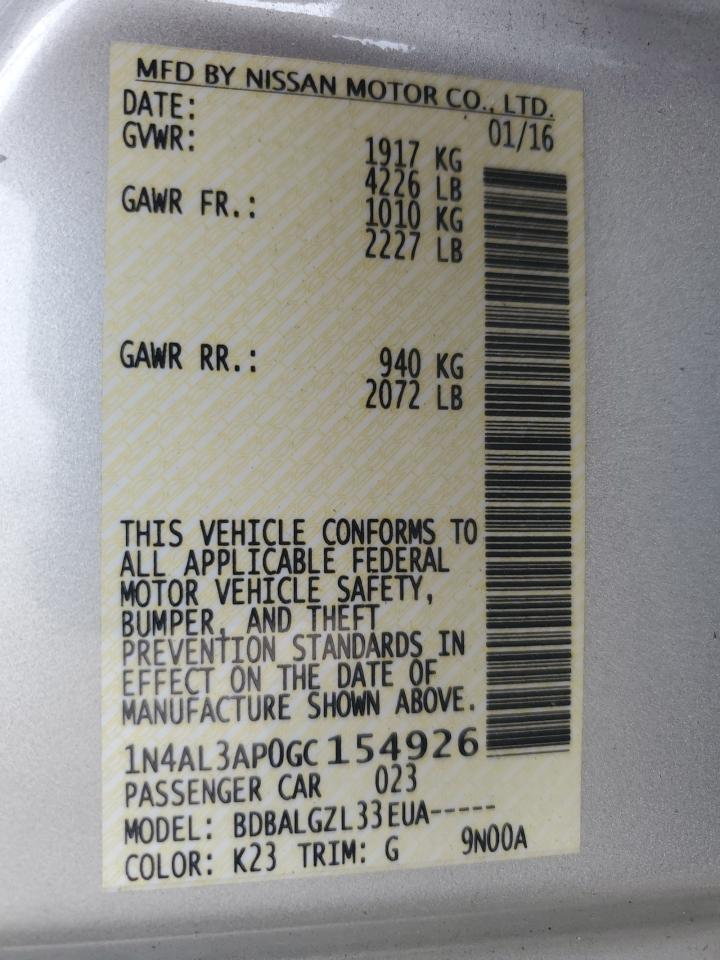 MFD BY NISSAN MOTOR CO., LTD.
DATE: 01/16
GVWR: 1917 KG
4226 LB
GAWR FR.: 1010 KG
2227 LB
GAWR RR.: 940 KG
2072 LB
THIS VEHICLE CONFORMS TO
ALL APPLICABLE FEDERAL
MOTOR VEHICLE SAFETY,
BUMPER, AND THEFT
PREVENTION STANDARDS IN
EFFECT ON THE DATE OF
MANUFACTURE SHOWN ABOVE.
1N4AL3AP0GC154926
PASSENGER CAR 023
MODEL: BDBALGZL33EUA-----
COLOR: K23 TRIM: G 9N00A